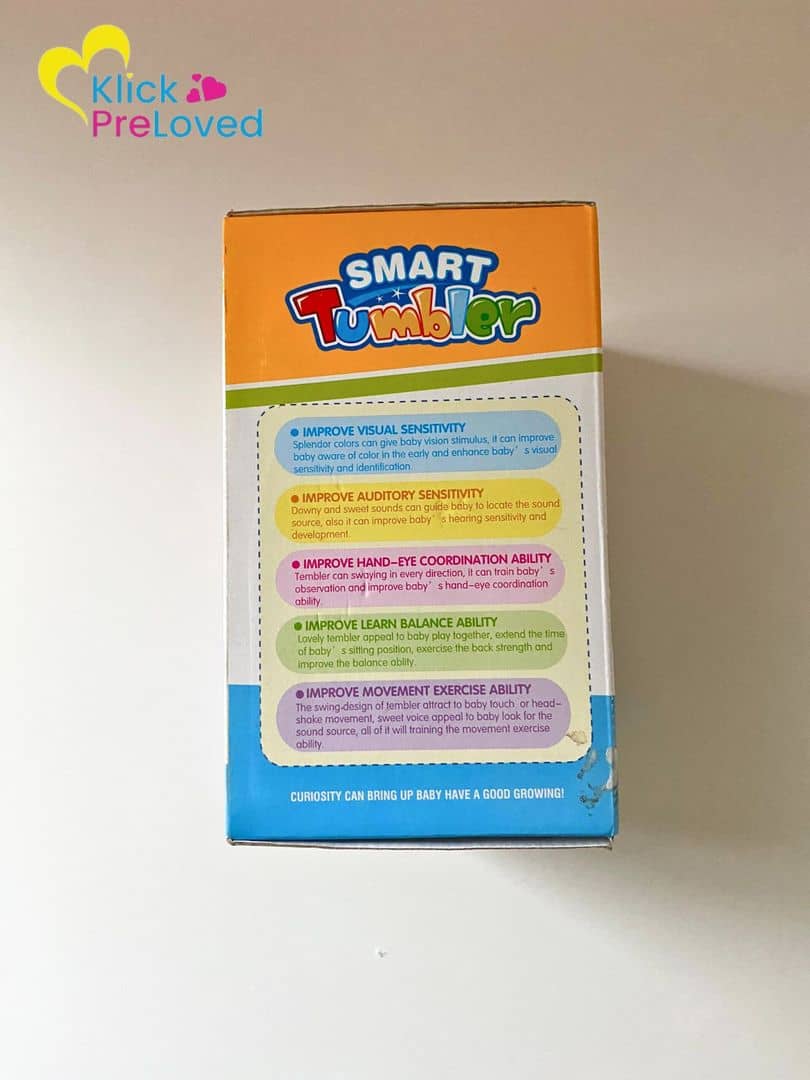 Klick
PreLoved
SMART
Tumbler
IMPROVE VISUAL SENSITIVITY
Splendor colors can give baby vision stimulus, it can improve
baby aware of color in the early and enhance baby's visual
sensitivity and identification.
IMPROVE AUDITORY SENSITIVITY
Downy and sweet sounds can guide baby to locate the sound
source, also it can improve baby's hearing sensitivity and
development.
IMPROVE HAND-EYE COORDINATION ABILITY
Tembler can swaying in every direction, it can train baby's
observation and improve baby's hand-eye coordination
ability.
IMPROVE LEARN BALANCE ABILITY
Lovely tembler appeal to baby play together, extend the time
of baby's sitting position, exercise the back strength and
improve the balance ablity.
IMPROVE MOVEMENT EXERCISE ABILITY
The swing-design of tembler attract to baby touch or head-
shake movement, sweet voice appeal to baby look for the
sound source, all of it will training the movement exercise
ability.
CURIOSITY CAN BRING UP BABY HAVE A GOOD GROWING!